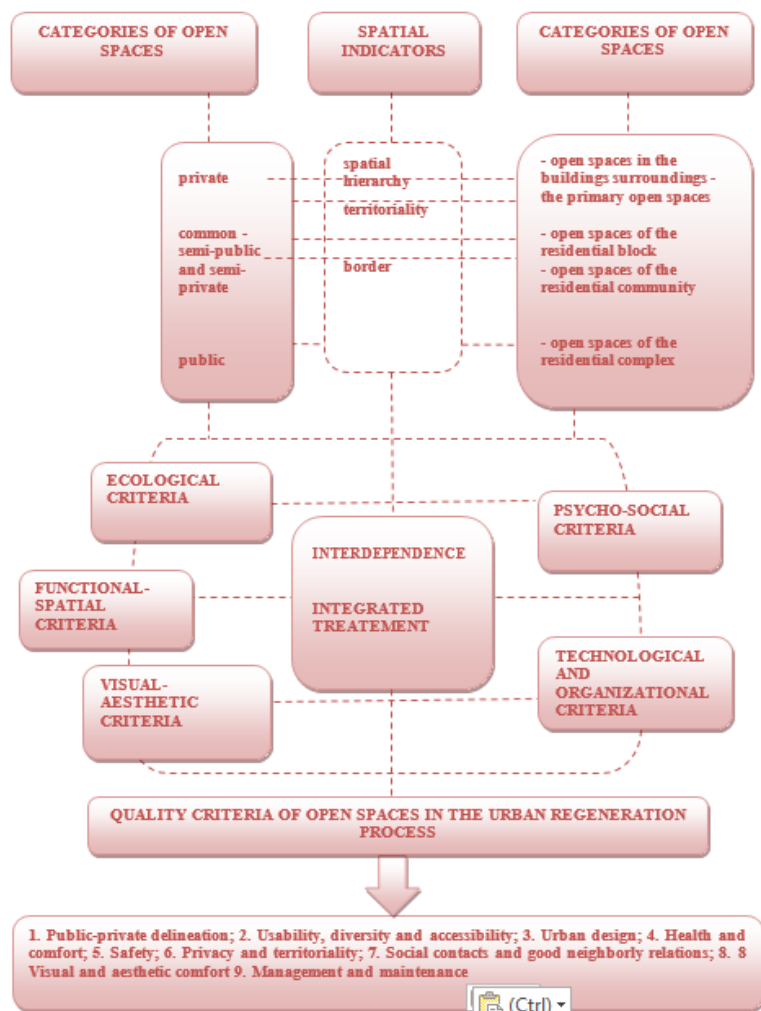 CATEGORIES OF OPEN
SPACES
SPATIAL
INDICATORS
CATEGORIES OF OPEN
SPACES
private
common -
semi-public
and semi-
private
public
spatial
hierarchy
territoriality
border
- open spaces in the
buildings surroundings -
the primary open spaces
- open spaces of the
residential block
- open spaces of the
residential community
- open spaces of the
residential complex
ECOLOGICAL
CRITERIA
PSYCHO-SOCIAL
CRITERIA
INTERDEPENDENCE
INTEGRATED
TREATEMENT
FUNCTIONAL-
SPATIAL
CRITERIA
VISUAL-
AESTHETIC
CRITERIA
TECHNOLOGICAL
AND
ORGANIZATIONAL
CRITERIA
QUALITY CRITERIA OF OPEN SPACES IN THE URBAN REGENERATION
PROCESS
1. Public-private delineation; 2. Usability, diversity and accessibility; 3. Urban design; 4. Health and
comfort; 5. Safety; 6. Privacy and territoriality; 7. Social contacts and good neighborly relations; 8. 8
Visual and aesthetic comfort 9. Management and maintenance
(Ctrl)